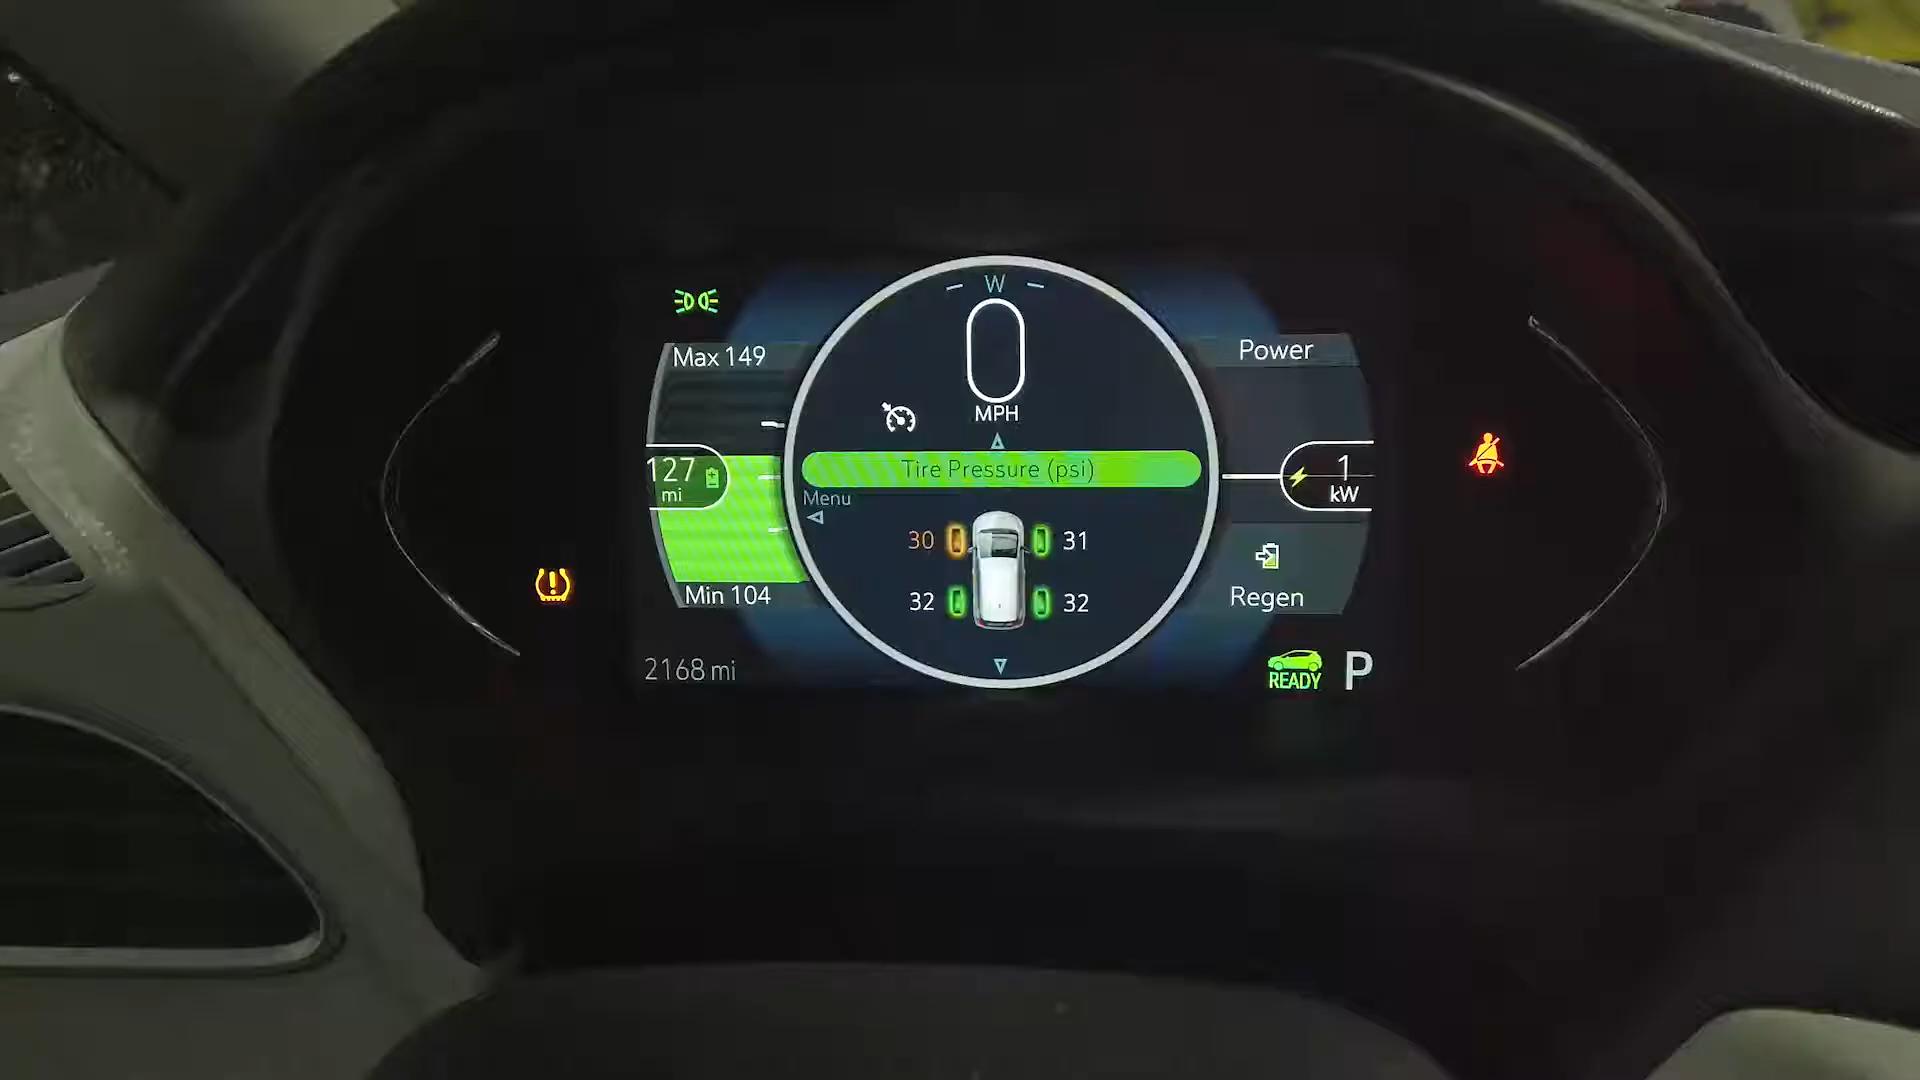 W
0
MPH
Max 149
Power
127
mi
Tire Pressure (psi)
Menu
1
kW
30
31
32
32
Min 104
Regen
2168 mi
READY
P